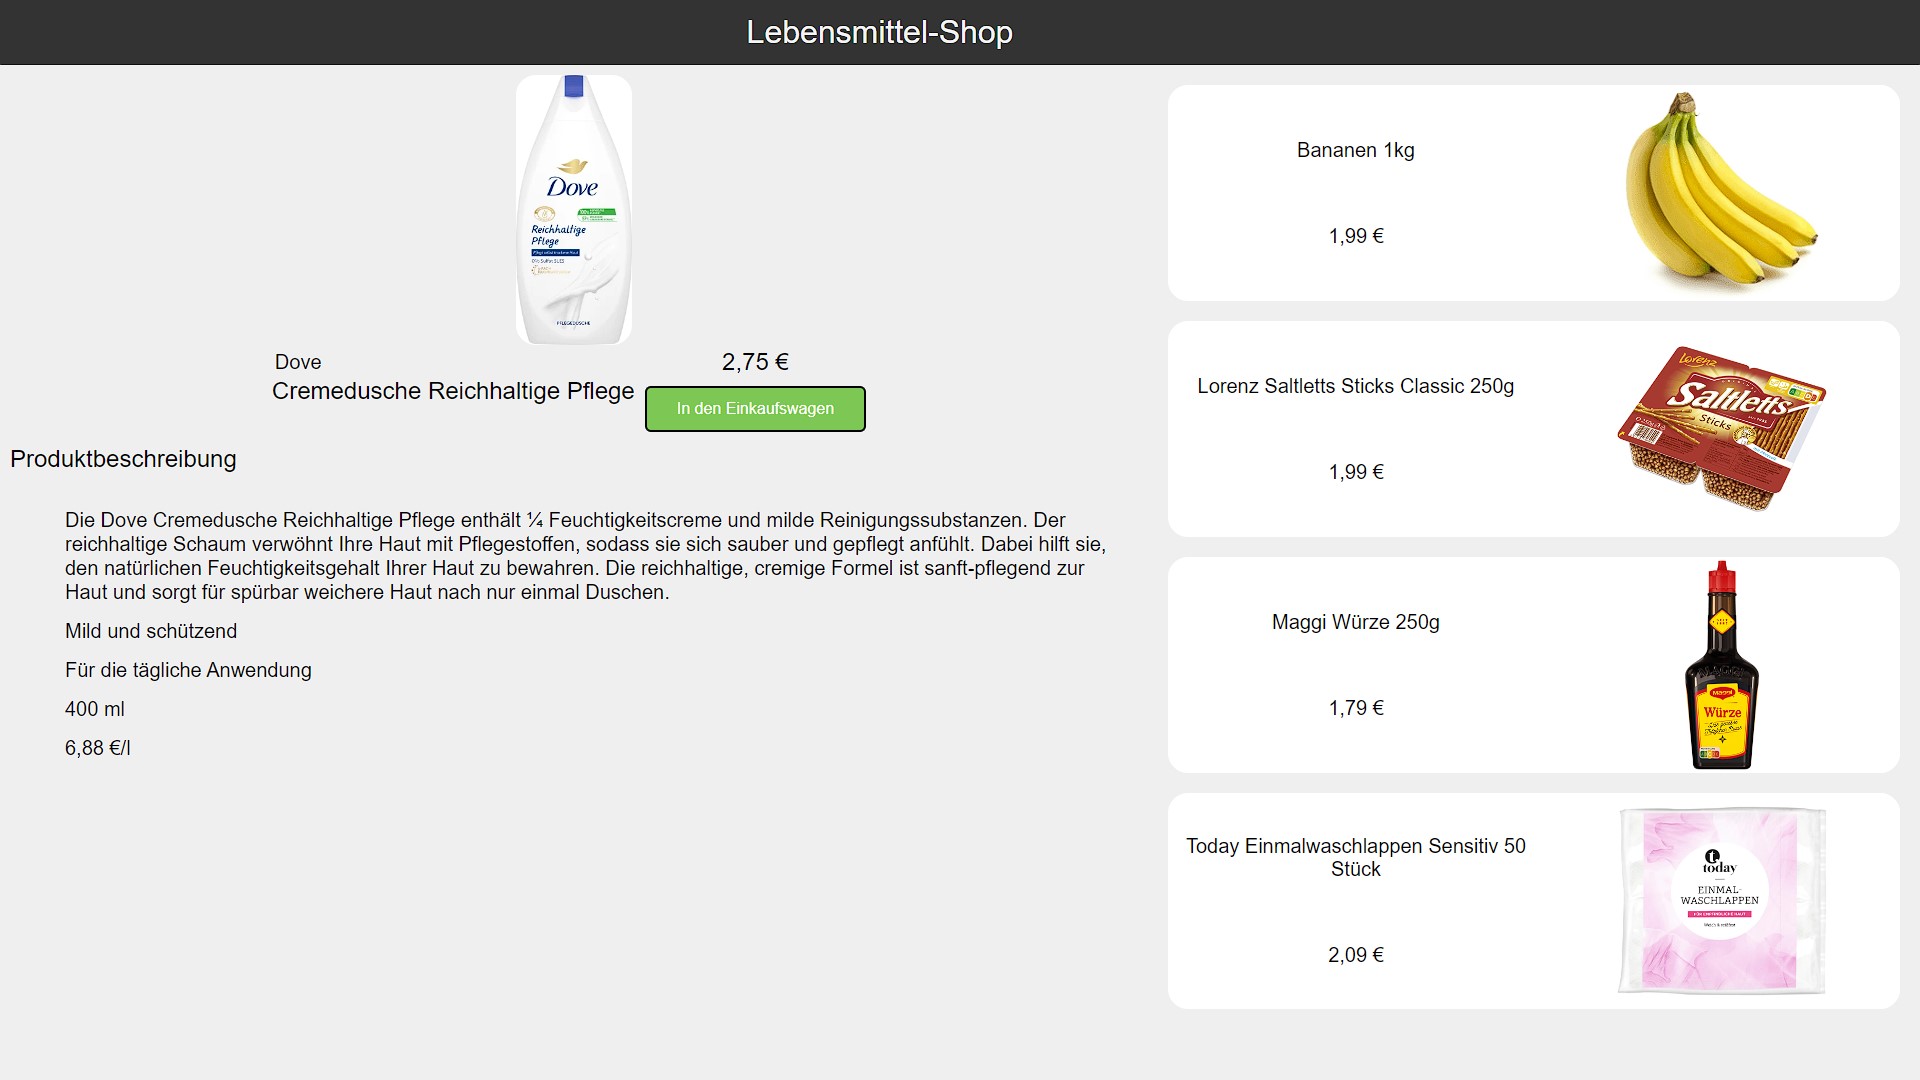 Lebensmittel-Shop
Dove
Reichhaltige
Pflege
PFLEGEDUSCHE
Dove
2,75 €
Cremedusche Reichhaltige Pflege
In den Einkaufswagen
Produktbeschreibung
Die Dove Cremedusche Reichhaltige Pflege enthält ¼ Feuchtigkeitscreme und milde Reinigungssubstanzen. Der
reichhaltige Schaum verwöhnt Ihre Haut mit Pflegestoffen, sodass sie sich sauber und gepflegt anfühlt. Dabei hilft sie,
den natürlichen Feuchtigkeitsgehalt Ihrer Haut zu bewahren. Die reichhaltige, cremige Formel ist sanft-pflegend zur
Haut und sorgt für spürbar weichere Haut nach nur einmal Duschen.
Mild und schützend
Für die tägliche Anwendung
400 ml
6,88 €/l
Bananen 1kg
1,99 €
Lorenz Saltletts Sticks Classic 250g
1,99 €
Lorenz
Saltletts
Sticks
Maggi Würze 250g
1,79 €
MAGGI
Würze
Today Einmalwaschlappen Sensitiv 50
Stück
2,09 €
today
EINMAL-
WASCHLAPPEN
FÜR EMPFINDLICHE HAUT